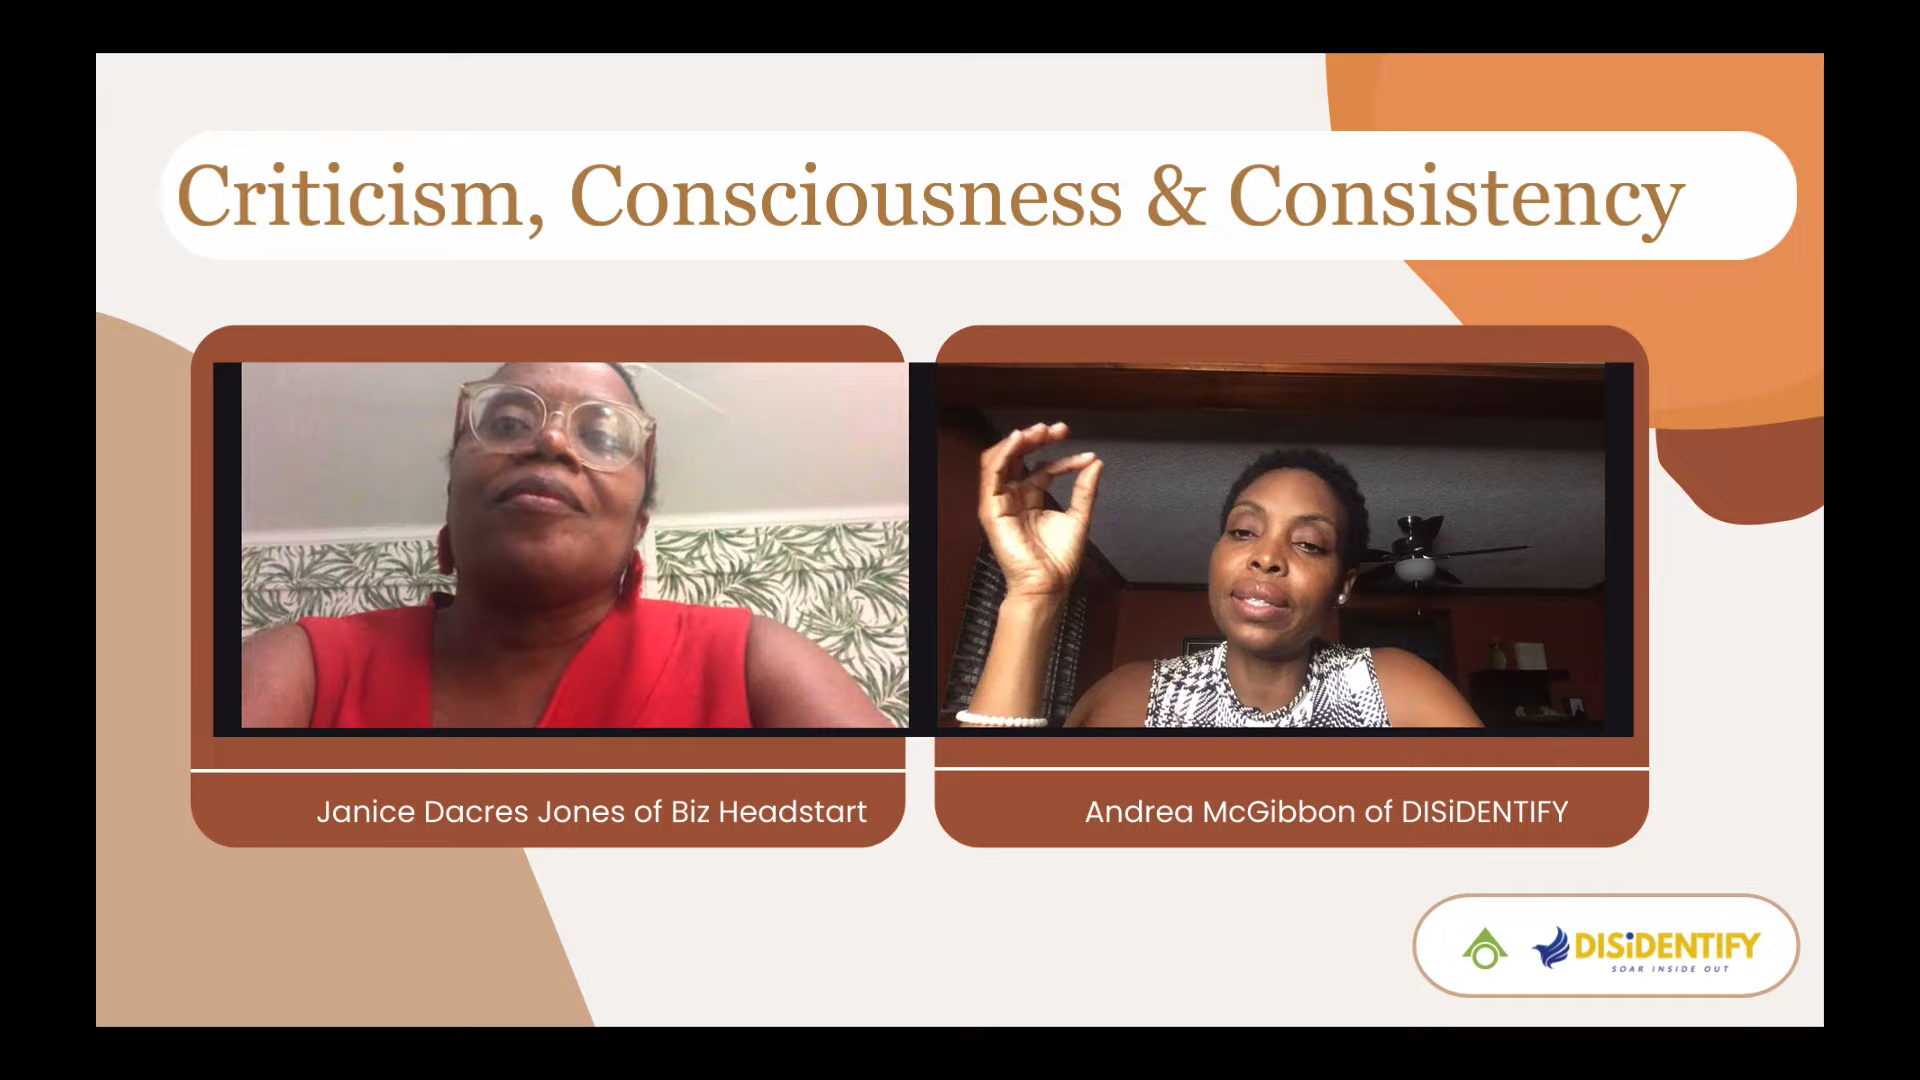 Criticism, Consciousness & Consistency
Janice Dacres Jones of Biz Headstart
Andrea McGibbon of DISiDENTIFY
DISiDENTIFY
SOAR INSIDE OUT